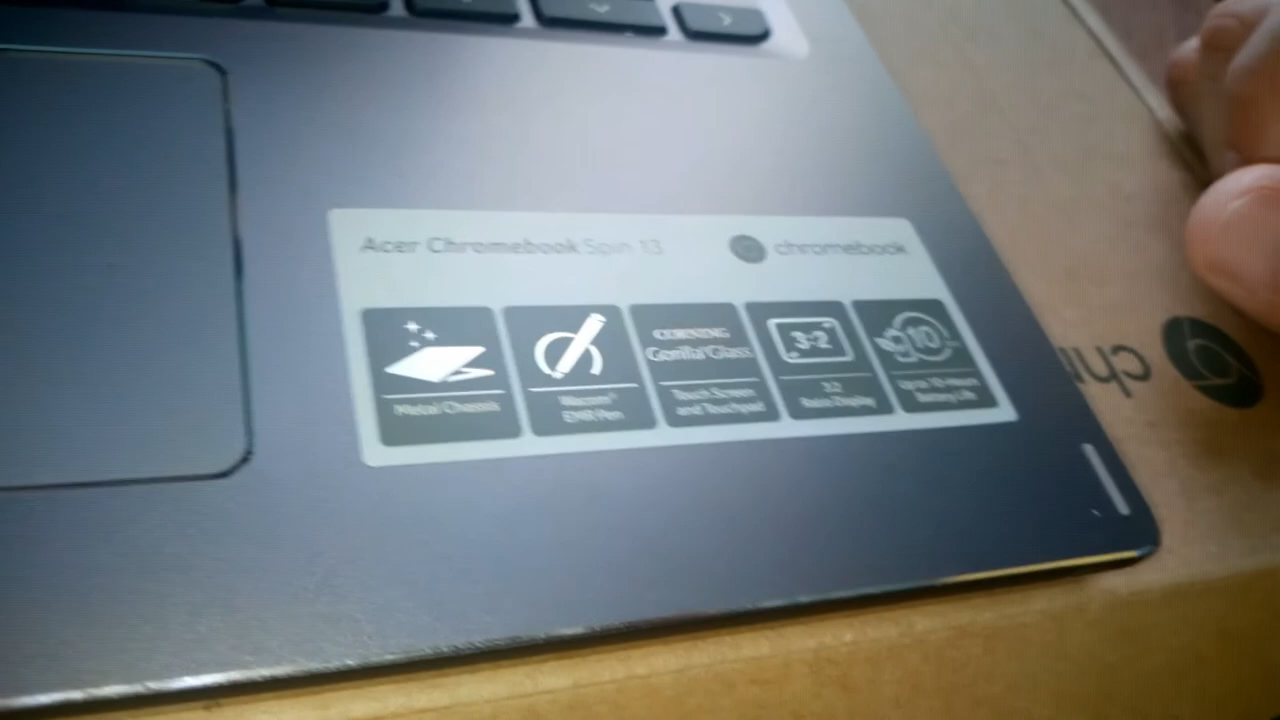 Acer Chromebook Spin 13
chromebook
Metal Chassis
Wacom®
EMR Pen
CORNING
Gorilla Glass
Touch Screen
and Touchpad
3:2
3:2
Ratio Display
10
Up to 10-Hours
Battery Life
chr